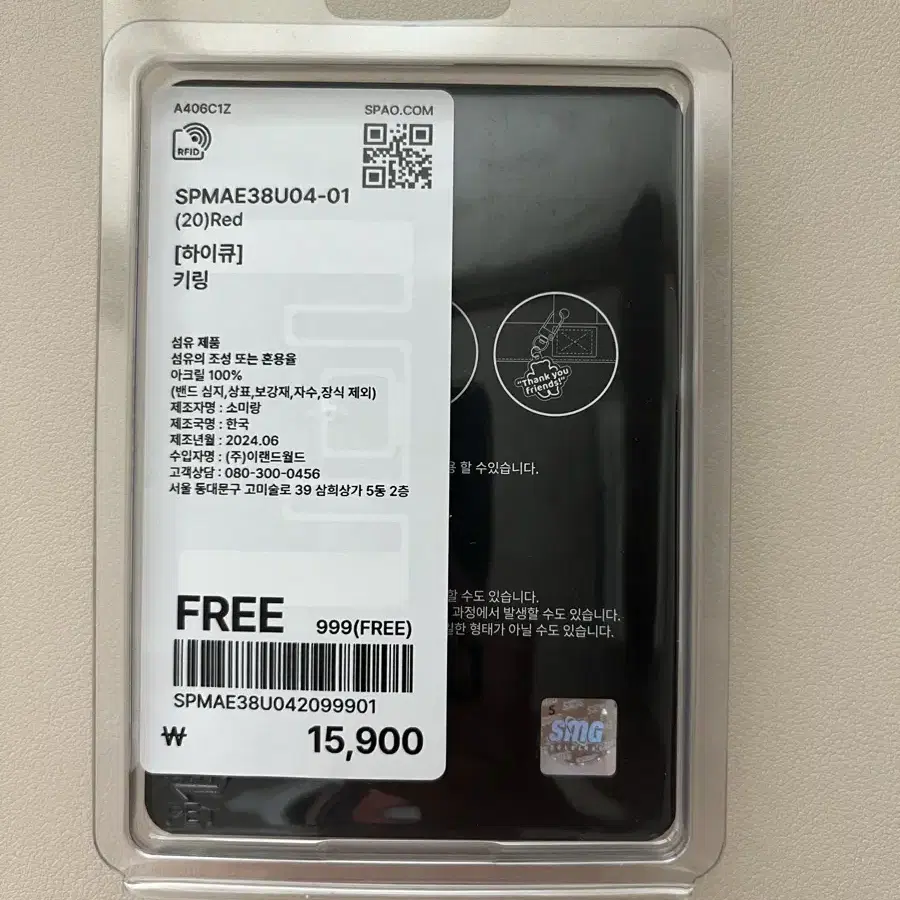 A406C1Z
SPAO.COM
RFID
SPMAE38U04-01
(20)Red
[하이큐]
키링
섬유 제품
섬유의 조성 또는 혼용율
아크릴 100%
(밴드 심지,상표,보강재,자수,장식 제외)
제조자명 : 소미랑
제조국명 : 한국
제조년월 : 2024.06
수입자명 : (주)이랜드월드
고객상담 : 080-300-0456
서울 동대문구 고미술로 39 삼희상가 5동 2층
FREE
999(FREE)
SPMAE38U042099901
₩ 15,900
"Thank you
friends!"
할 수있습니다.
할 수도 있습니다.
과정에서 발생할 수도 있습니다.
형태가 아닐 수도 있습니다.
S
SMG
PET